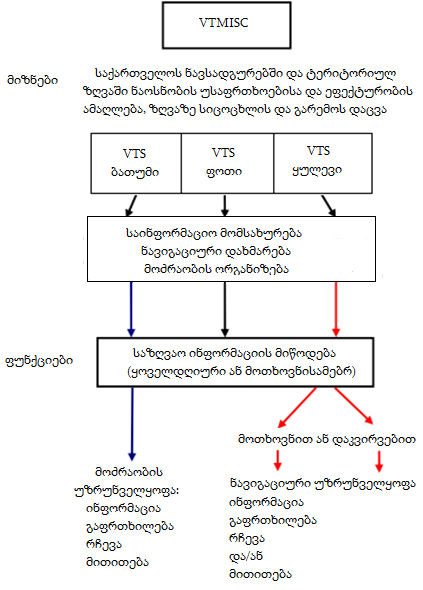 VTMISC
მიზნები
საქართველოს ნავსადგურებში და ტერიტორიულ
ზღვაში ნაოსნობის უსაფრთხოებისა და ეფექტურობის
ამაღლება, ზღვაზე სიცოცხლის და გარემოს დაცვა
VTS VTS VTS
ბათუმი ფოთი ყულევი
საინფორმაციო მომსახურება
ნავიგაციური დახმარება
მოძრაობის ორგანიზება
ფუნქციები
საზღვაო ინფორმაციის მიწოდება
(ყოველდღიური ან მოთხოვნისამებრ)
მოთხოვნით ან დაკვირვებით
მოძრაობის
უზრუნველყოფა:
ინფორმაცია
გაფრთხილება
რჩევა
მითითება
ნავიგაციური უზრუნველყოფა
ინფორმაცია
გაფრთხილება
რჩევა
და/ან
მითითება